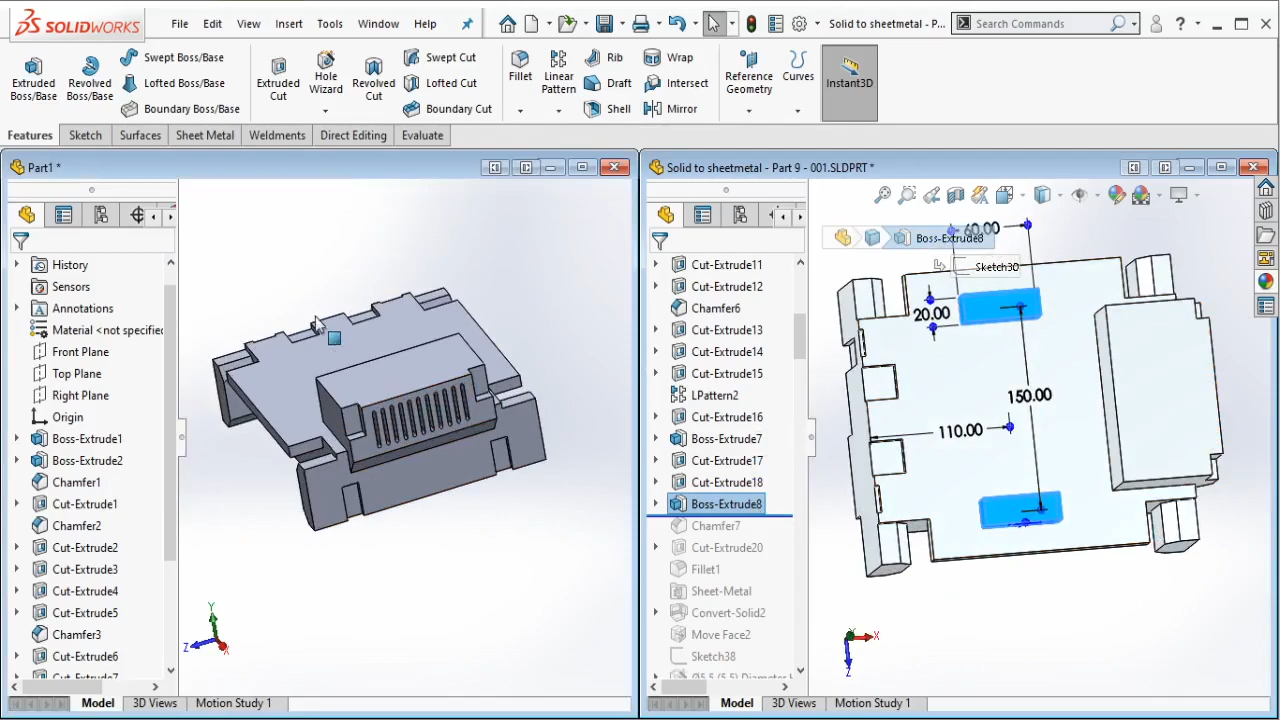 SOLIDWORKS
File Edit View Insert Tools Window Help
Solid to sheetmetal - P...
Search Commands
Extruded Boss/Base
Revolved Boss/Base
Swept Boss/Base
Lofted Boss/Base
Boundary Boss/Base
Extruded Cut
Hole Wizard
Revolved Cut
Swept Cut
Lofted Cut
Boundary Cut
Fillet
Linear Pattern
Rib
Draft
Shell
Wrap
Intersect
Mirror
Reference Geometry
Curves
Instant3D
Features Sketch Surfaces Sheet Metal Weldments Direct Editing Evaluate
Part1 *
History
Sensors
Annotations
Material <not specified
Front Plane
Top Plane
Right Plane
Origin
Boss-Extrude1
Boss-Extrude2
Chamfer1
Cut-Extrude1
Chamfer2
Cut-Extrude2
Cut-Extrude3
Cut-Extrude4
Cut-Extrude5
Chamfer3
Cut-Extrude6
Cut-Extrude7
Y
Z
X
Model 3D Views Motion Study 1
Solid to sheetmetal - Part 9 - 001.SLDPRT *
Cut-Extrude11
Cut-Extrude12
Chamfer6
Cut-Extrude13
Cut-Extrude14
Cut-Extrude15
LPattern2
Cut-Extrude16
Boss-Extrude7
Cut-Extrude17
Cut-Extrude18
Boss-Extrude8
Chamfer7
Cut-Extrude20
Fillet1
Sheet-Metal
Convert-Solid2
Move Face2
Sketch38
Boss-Extrude8
Sketch30
60.00
20.00
150.00
110.00
X
Z
Model 3D Views Motion Study 1